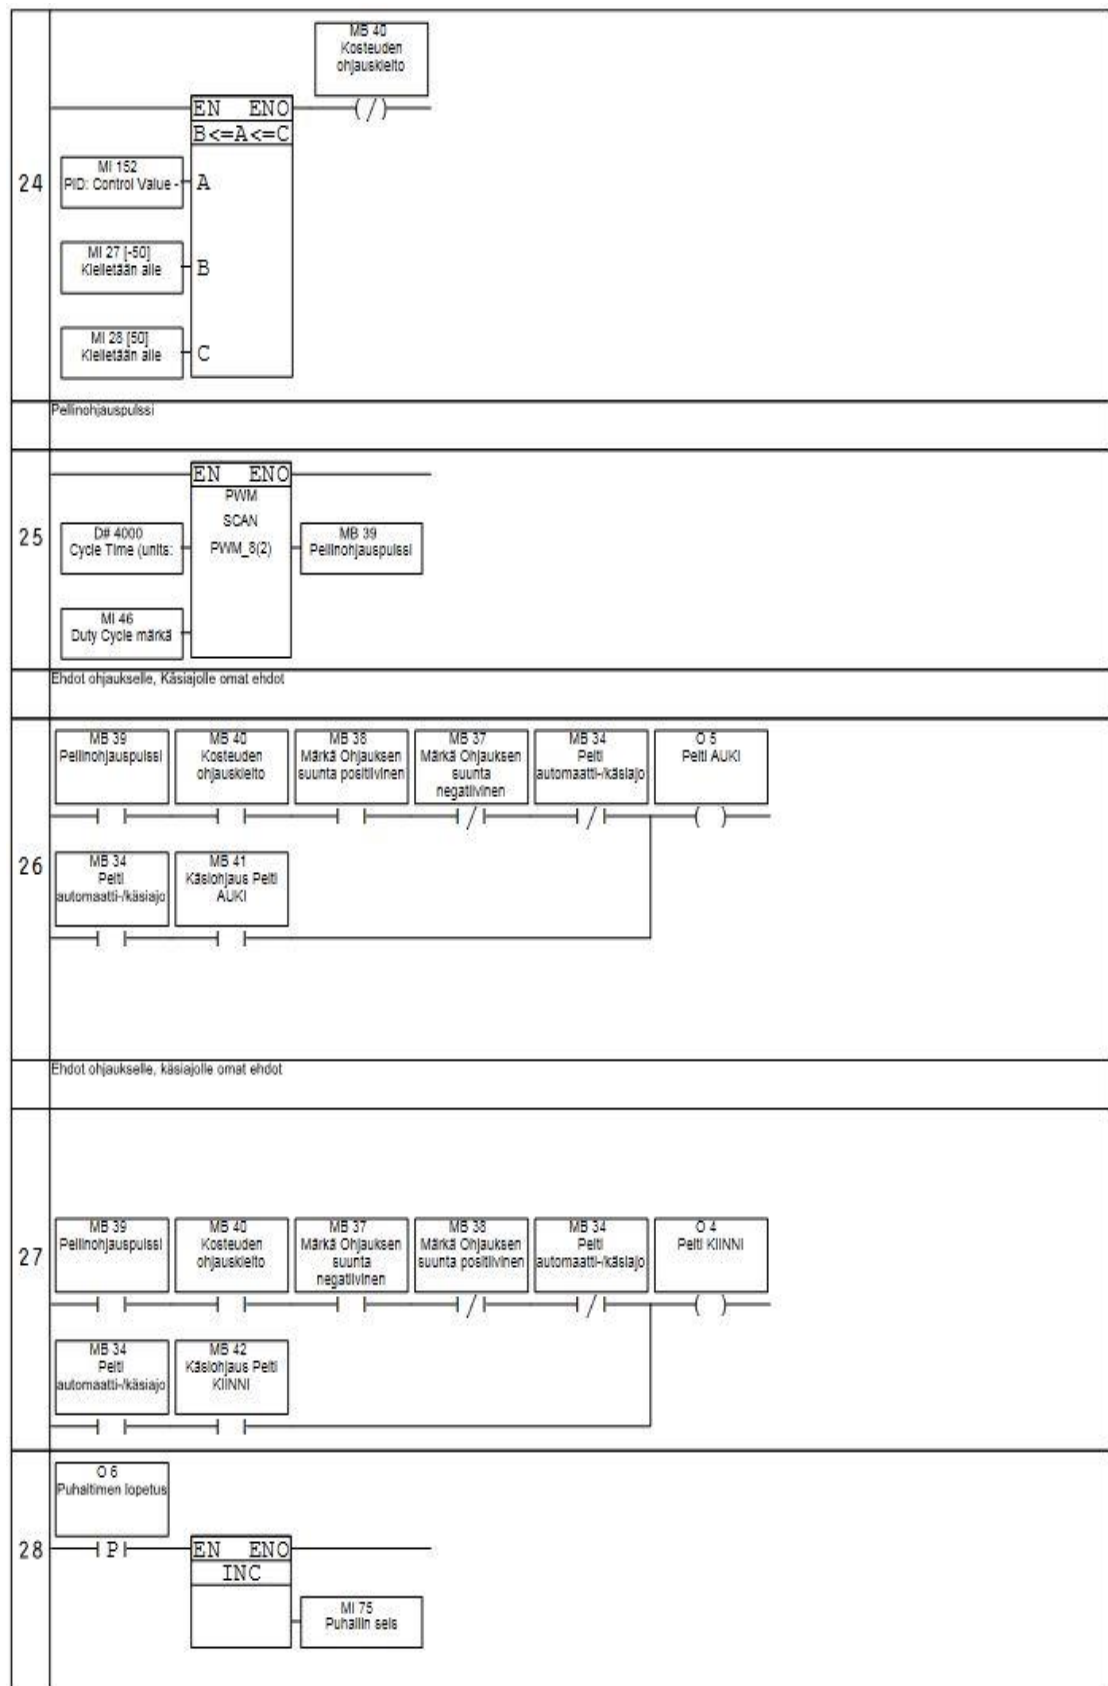 MB 40
Kosteuden
ohjauskielto
EN ENO
B<=A<=C
24
MI 152
PID: Control Value -
A
MI 27 [-50]
Kielletään alle
B
MI 28 [50]
Kielletään alle
C
Pellinohjauspulssi
EN ENO
PWM
SCAN
PWM_8(2)
25
D# 4000
Cycle Time (units:
MB 39
Pellinohjauspulssi
MI 46
Duty Cycle märkä
Ehdot ohjaukselle, Käsiajolle omat ehdot
MB 39
Pellinohjauspulssi
MB 40
Kosteuden
ohjauskielto
MB 38
Märkä Ohjauksen
suunta positiivinen
MB 37
Märkä Ohjauksen
suunta
negatiivinen
MB 34
Pelti
automaatti-/käsiajo
O 5
Pelti AUKI
26
MB 34
Pelti
automaatti-/käsiajo
MB 41
Käsiohjaus Pelti
AUKI
Ehdot ohjaukselle, käsiajolle omat ehdot
27
MB 39
Pellinohjauspulssi
MB 40
Kosteuden
ohjauskielto
MB 37
Märkä Ohjauksen
suunta
negatiivinen
MB 38
Märkä Ohjauksen
suunta positiivinen
MB 34
Pelti
automaatti-/käsiajo
O 4
Pelti KIINNI
MB 34
Pelti
automaatti-/käsiajo
MB 42
Käsiohjaus Pelti
KIINNI
O 6
Puhaltimen lopetus
28
P
EN ENO
INC
MI 75
Puhallin seis